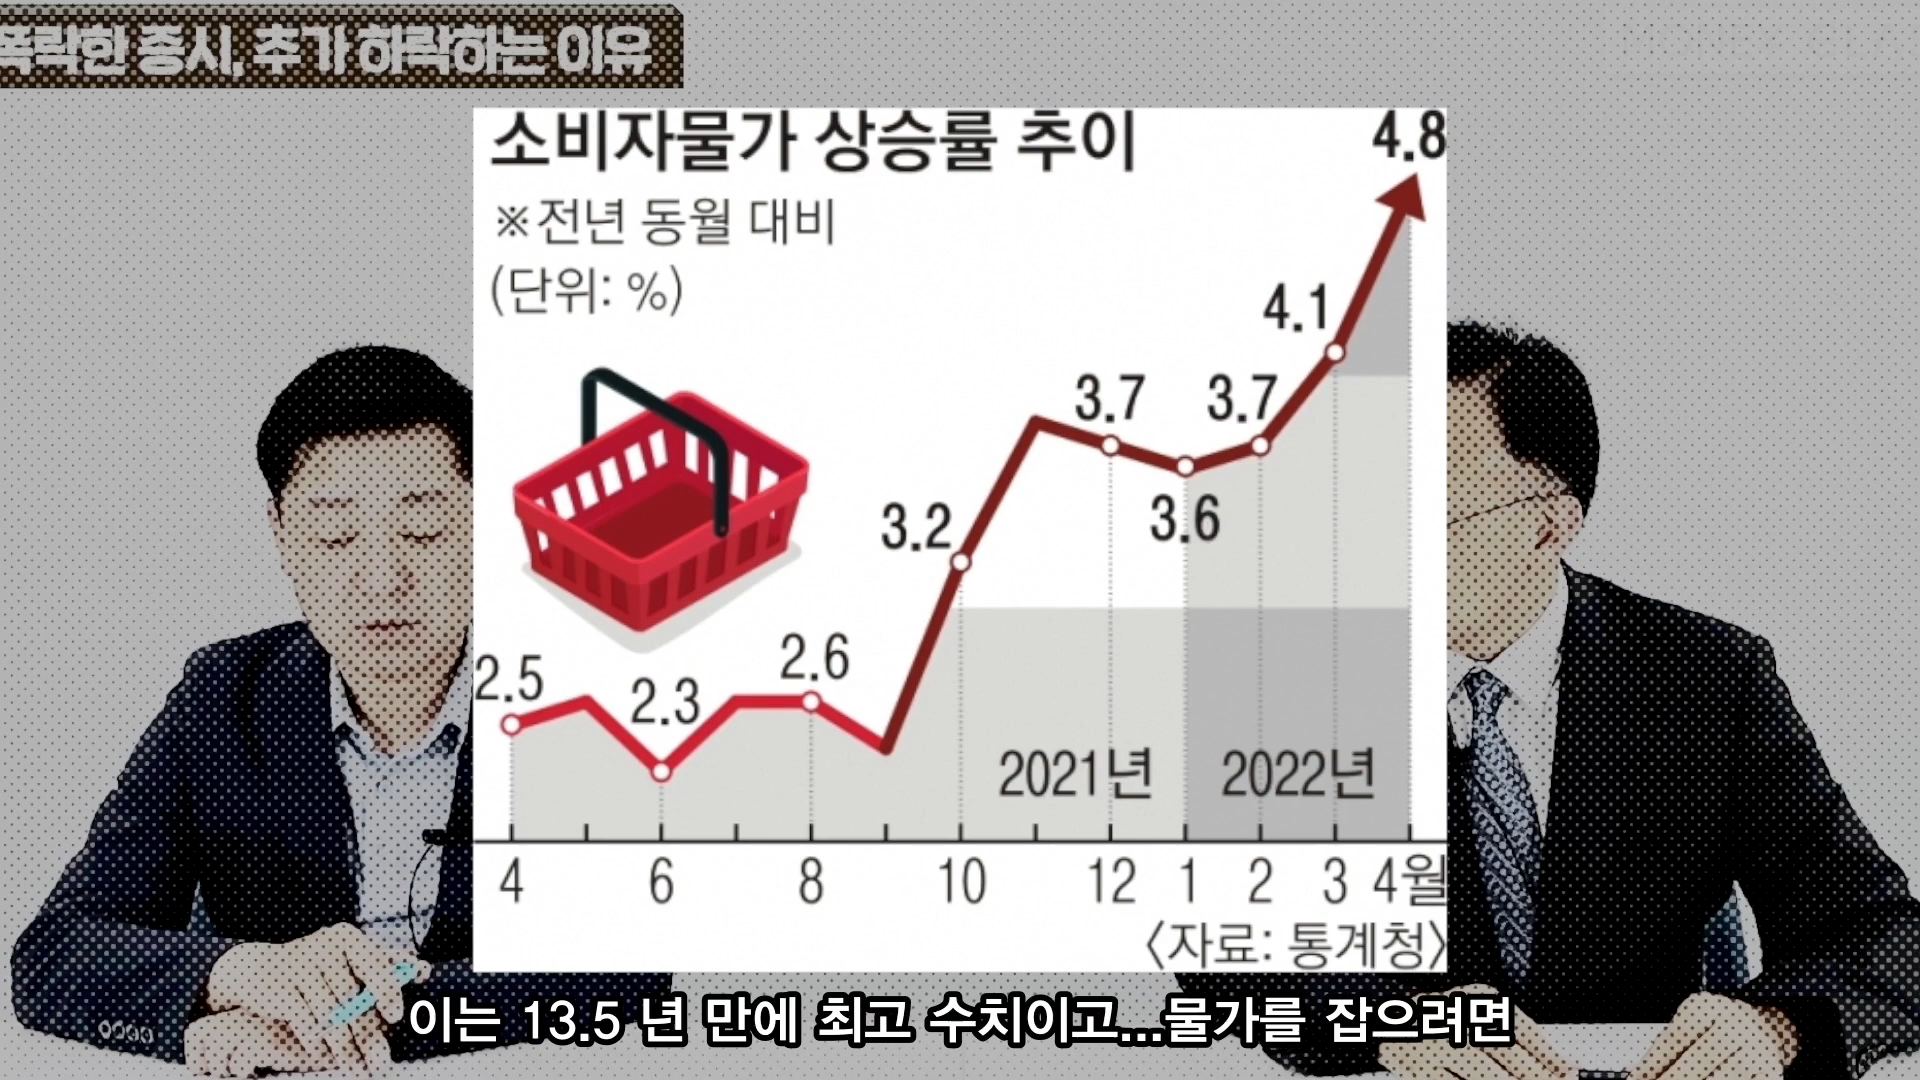 폭락한 증시, 추가 하락하는 이유
소비자물가 상승률 추이
※전년 동월 대비
(단위: %)
4.8
4.1
3.7
3.7
3.6
3.2
2.6
2.5
2.3
2021년
2022년
4 6 8 10 12 1 2 3 4월
<자료: 통계청>
이는 13.5 년 만에 최고 수치이고...물가를 잡으려면